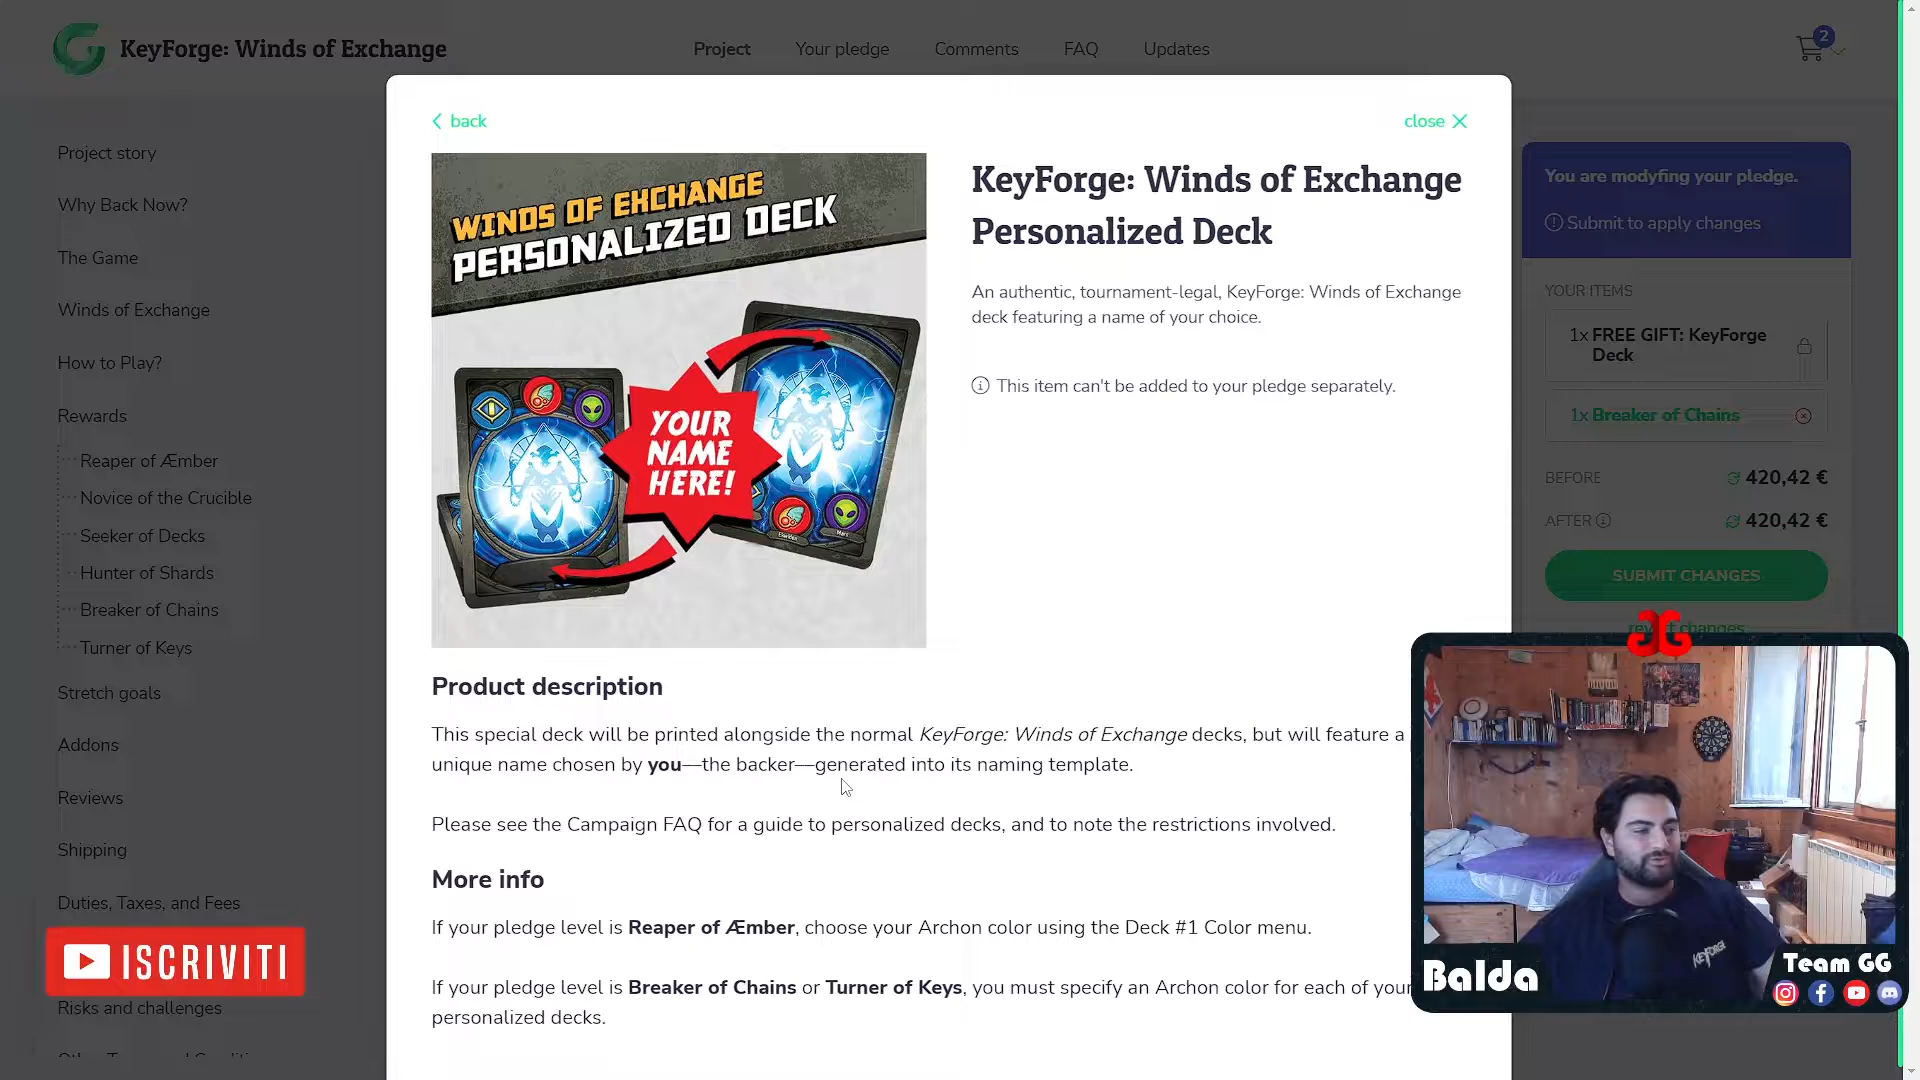 KeyForge: Winds of Exchange
Project
Your pledge
Comments
FAQ
Updates
2
back
close
Project story
Why Back Now?
The Game
Winds of Exchange
How to Play?
Rewards
Reaper of Æmber
Novice of the Crucible
Seeker of Decks
Hunter of Shards
Breaker of Chains
Turner of Keys
Stretch goals
Addons
Reviews
Shipping
Duties, Taxes, and Fees
ISCRIVITI
Risks and challenges
WINDS OF EXCHANGE
PERSONALIZED DECK
YOUR
NAME
HERE!
Mars
KeyForge: Winds of Exchange
Personalized Deck
An authentic, tournament-legal, KeyForge: Winds of Exchange
deck featuring a name of your choice.
This item can't be added to your pledge separately.
Product description
This special deck will be printed alongside the normal KeyForge: Winds of Exchange decks, but will feature a
unique name chosen by you—the backer—generated into its naming template.
Please see the Campaign FAQ for a guide to personalized decks, and to note the restrictions involved.
More info
If your pledge level is Reaper of Æmber, choose your Archon color using the Deck #1 Color menu.
If your pledge level is Breaker of Chains or Turner of Keys, you must specify an Archon color for each of your
personalized decks.
You are modyfing your pledge.
Submit to apply changes
YOUR ITEMS
1x FREE GIFT: KeyForge
Deck
1x Breaker of Chains
BEFORE
420,42 €
AFTER
420,42 €
SUBMIT CHANGES
changes
KEYFORGE
Balda
Team GG